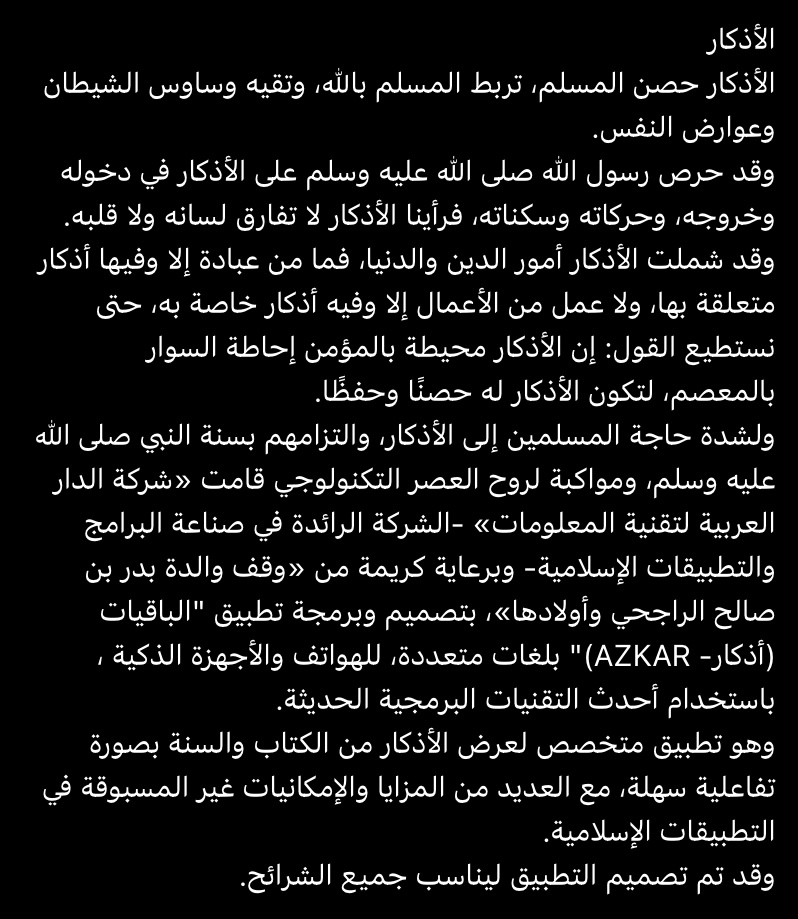 الأذكار
الأذكار حصن المسلم، تربط المسلم بالله، وتقيه وساوس الشيطان
وعوارض النفس.
وقد حرص رسول الله صلى الله عليه وسلم على الأذكار في دخوله
وخروجه، وحركاته وسكناته، فرأينا الأذكار لا تفارق لسانه ولا قلبه.
وقد شملت الأذكار أمور الدين والدنيا، فما من عبادة إلا وفيها أذكار
متعلقة بها، ولا عمل من الأعمال إلا وفيه أذكار خاصة به، حتى
نستطيع القول: إن الأذكار محيطة بالمؤمن إحاطة السوار
بالمعصم، لتكون الأذكار له حصنًا وحفظًا.
ولشدة حاجة المسلمين إلى الأذكار، والتزامهم بسنة النبي صلى الله
عليه وسلم، ومواكبة لروح العصر التكنولوجي قامت «شركة الدار
العربية لتقنية المعلومات» -الشركة الرائدة في صناعة البرامج
والتطبيقات الإسلامية- وبرعاية كريمة من «وقف والدة بدر بن
صالح الراجحي وأولادها»، بتصميم وبرمجة تطبيق "الباقيات
(أذكار- AZKAR)" بلغات متعددة، للهواتف والأجهزة الذكية ،
باستخدام أحدث التقنيات البرمجية الحديثة.
وهو تطبيق متخصص لعرض الأذكار من الكتاب والسنة بصورة
تفاعلية سهلة، مع العديد من المزايا والإمكانيات غير المسبوقة في
التطبيقات الإسلامية.
وقد تم تصميم التطبيق ليناسب جميع الشرائح.